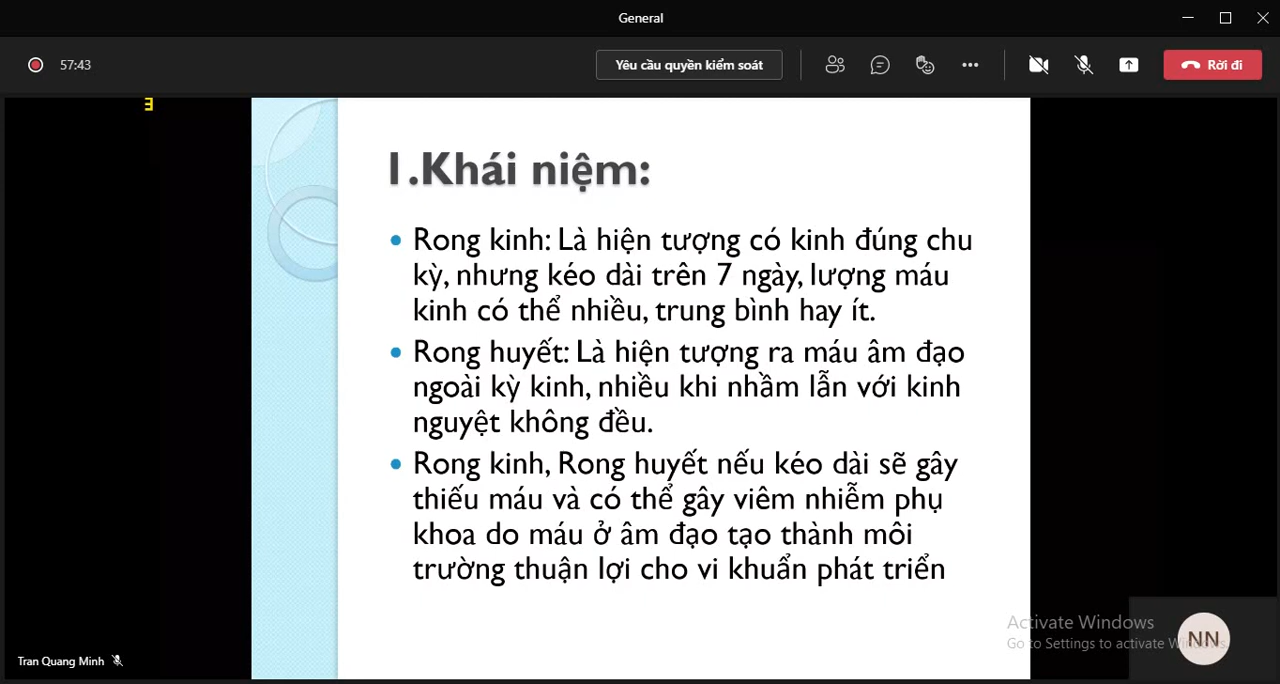 General
57:43
Yêu cầu quyền kiểm soát
Rời đi
3
1.Khái niệm:
• Rong kinh: Là hiện tượng có kinh đúng chu
kỳ, nhưng kéo dài trên 7 ngày, lượng máu
kinh có thể nhiều, trung bình hay ít.
• Rong huyết: Là hiện tượng ra máu âm đạo
ngoài kỳ kinh, nhiều khi nhầm lẫn với kinh
nguyệt không đều.
• Rong kinh, Rong huyết nếu kéo dài sẽ gây
thiếu máu và có thể gây viêm nhiễm phụ
khoa do máu ở âm đạo tạo thành môi
trường thuận lợi cho vi khuẩn phát triển
Activate Windows
Go to Settings to activate Windows.
NN
Tran Quang Minh